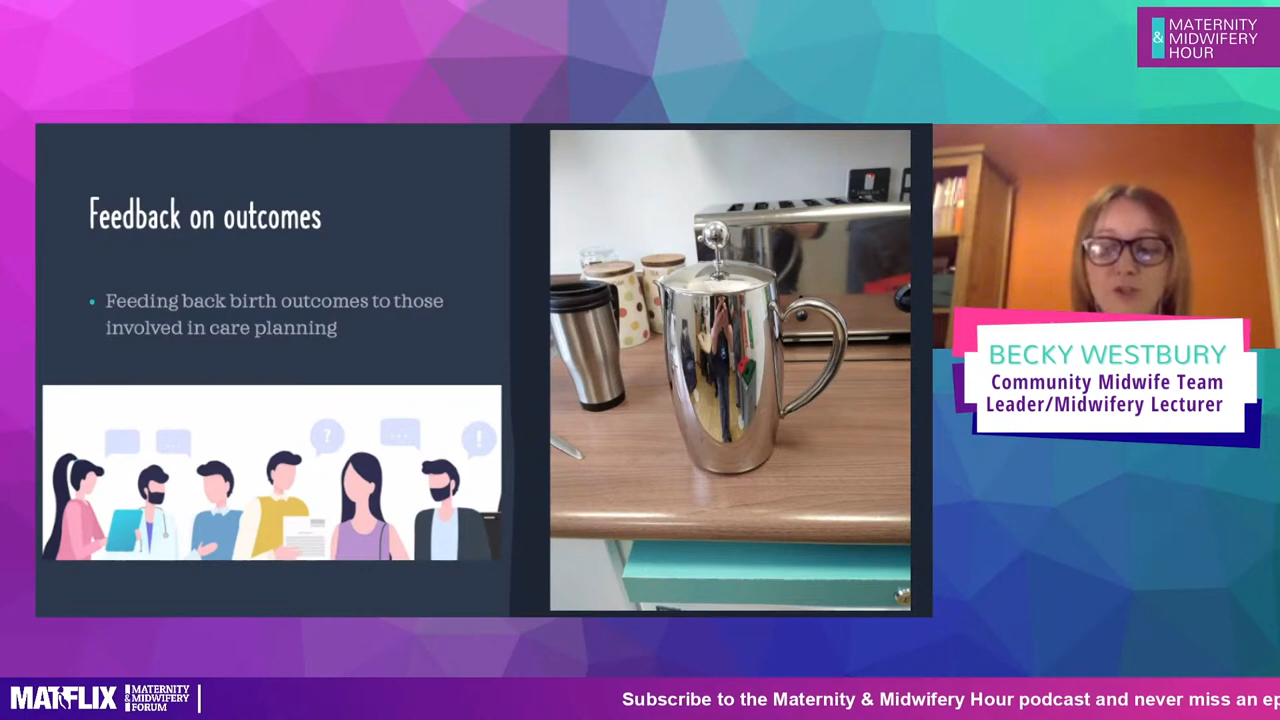 MATERNITY
& MIDWIFERY
HOUR
Feedback on outcomes
• Feeding back birth outcomes to those
involved in care planning
?
...
!
BECKY WESTBURY
Community Midwife Team
Leader/Midwifery Lecturer
MATFLIX
MATERNITY
& MIDWIFERY
FORUM
Subscribe to the Maternity & Midwifery Hour podcast and never miss an ep